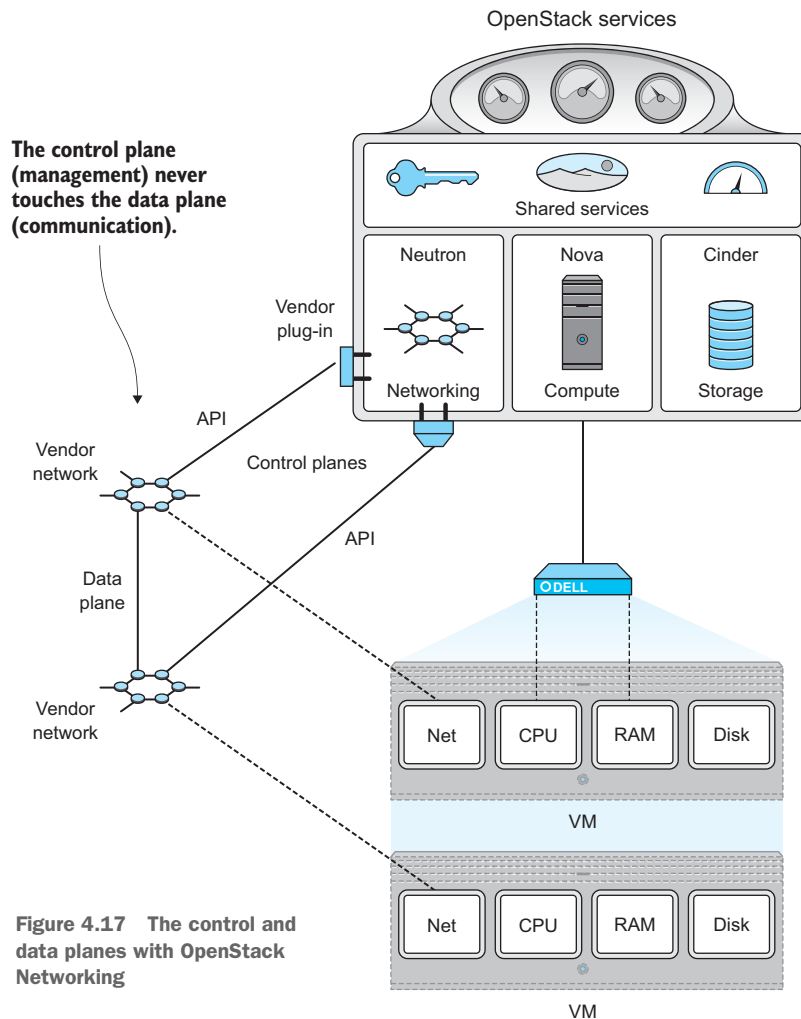 OpenStack services
The control plane
(management) never
touches the data plane
(communication).
Shared services
Neutron
Nova
Cinder
Vendor
plug-in
Networking
Compute
Storage
API
Vendor
network
Control planes
API
Data
plane
DELL
Vendor
network
Net
CPU
RAM
Disk
VM
Net
CPU
RAM
Disk
VM
Figure 4.17 The control and
data planes with OpenStack
Networking